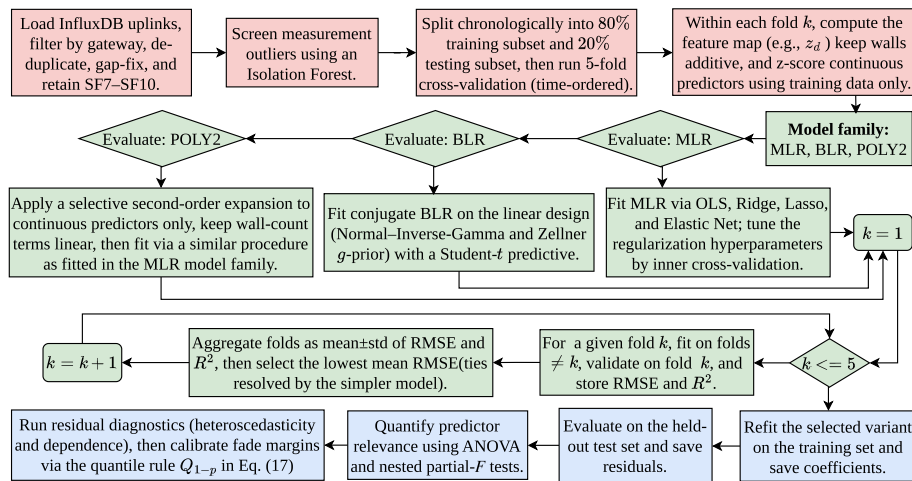 Load InfluxDB uplinks,
filter by gateway, de-
duplicate, gap-fix, and
retain SF7–SF10.
Screen measurement
outliers using an
Isolation Forest.
Split chronologically into 80%
training subset and 20%
testing subset, then run 5-fold
cross-validation (time-ordered).
Within each fold k, compute the
feature map (e.g., z_d ) keep walls
additive, and z-score continuous
predictors using training data only.
Evaluate: POLY2
Evaluate: BLR
Evaluate: MLR
Model family:
MLR, BLR, POLY2
Apply a selective second-order expansion to
continuous predictors only, keep wall-count
terms linear, then fit via a similar procedure
as fitted in the MLR model family.
Fit conjugate BLR on the linear design
(Normal–Inverse-Gamma and Zellner
g-prior) with a Student-t predictive.
Fit MLR via OLS, Ridge, Lasso,
and Elastic Net; tune the
regularization hyperparameters
by inner cross-validation.
k = 1
k = k + 1
Aggregate folds as mean±std of RMSE and
R², then select the lowest mean RMSE(ties
resolved by the simpler model).
For a given fold k, fit on folds
≠ k, validate on fold k, and
store RMSE and R².
k <= 5
Run residual diagnostics (heteroscedasticity
and dependence), then calibrate fade margins
via the quantile rule Q_{1−p} in Eq. (17)
Quantify predictor
relevance using ANOVA
and nested partial-F tests.
Evaluate on the held-
out test set and save
residuals.
Refit the selected variant
on the training set and
save coefficients.